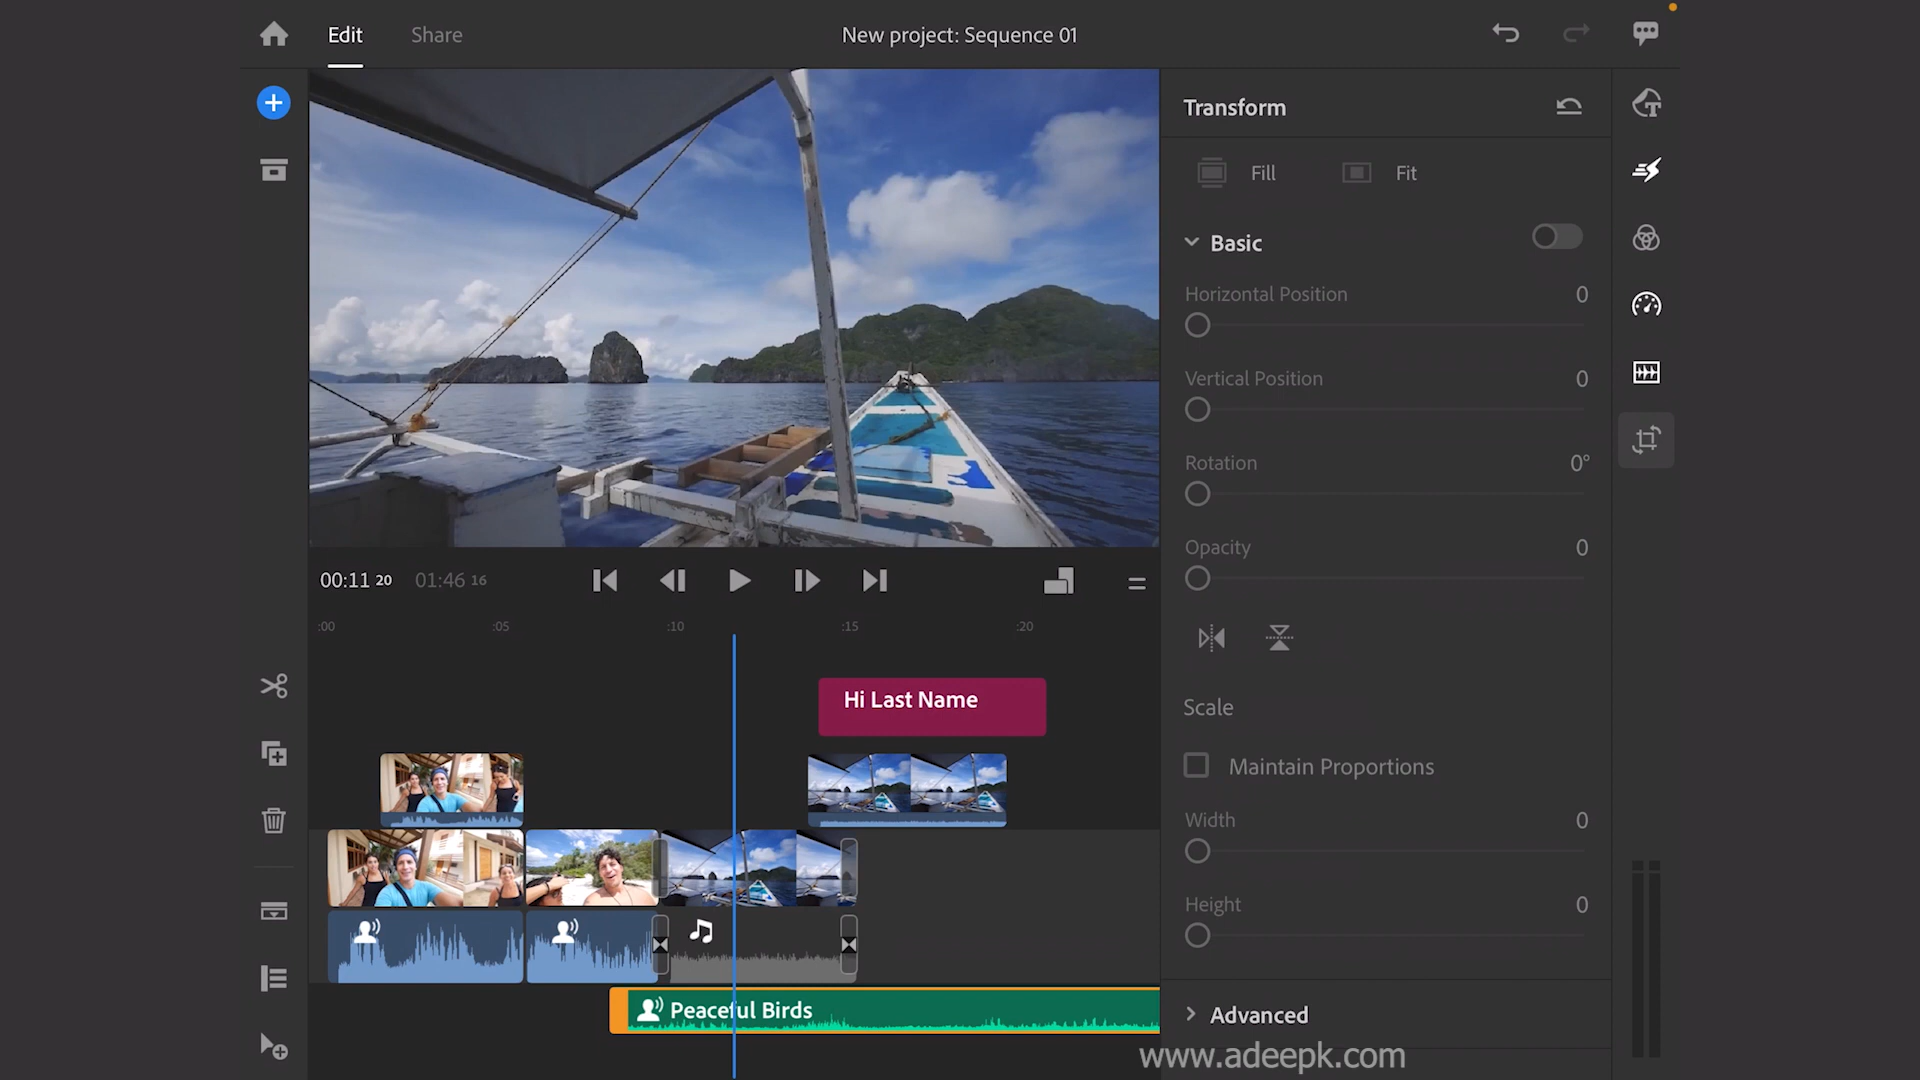 Edit
Share
New project: Sequence 01
Transform
Fill
Fit
Basic
Horizontal Position 0
Vertical Position 0
Rotation 0°
Opacity 0
00:11 20 01:46 16
:00 :05 :10 :15 :20
Hi Last Name
Scale
Maintain Proportions
Width 0
Height 0
Peaceful Birds
Advanced
www.adeepk.com